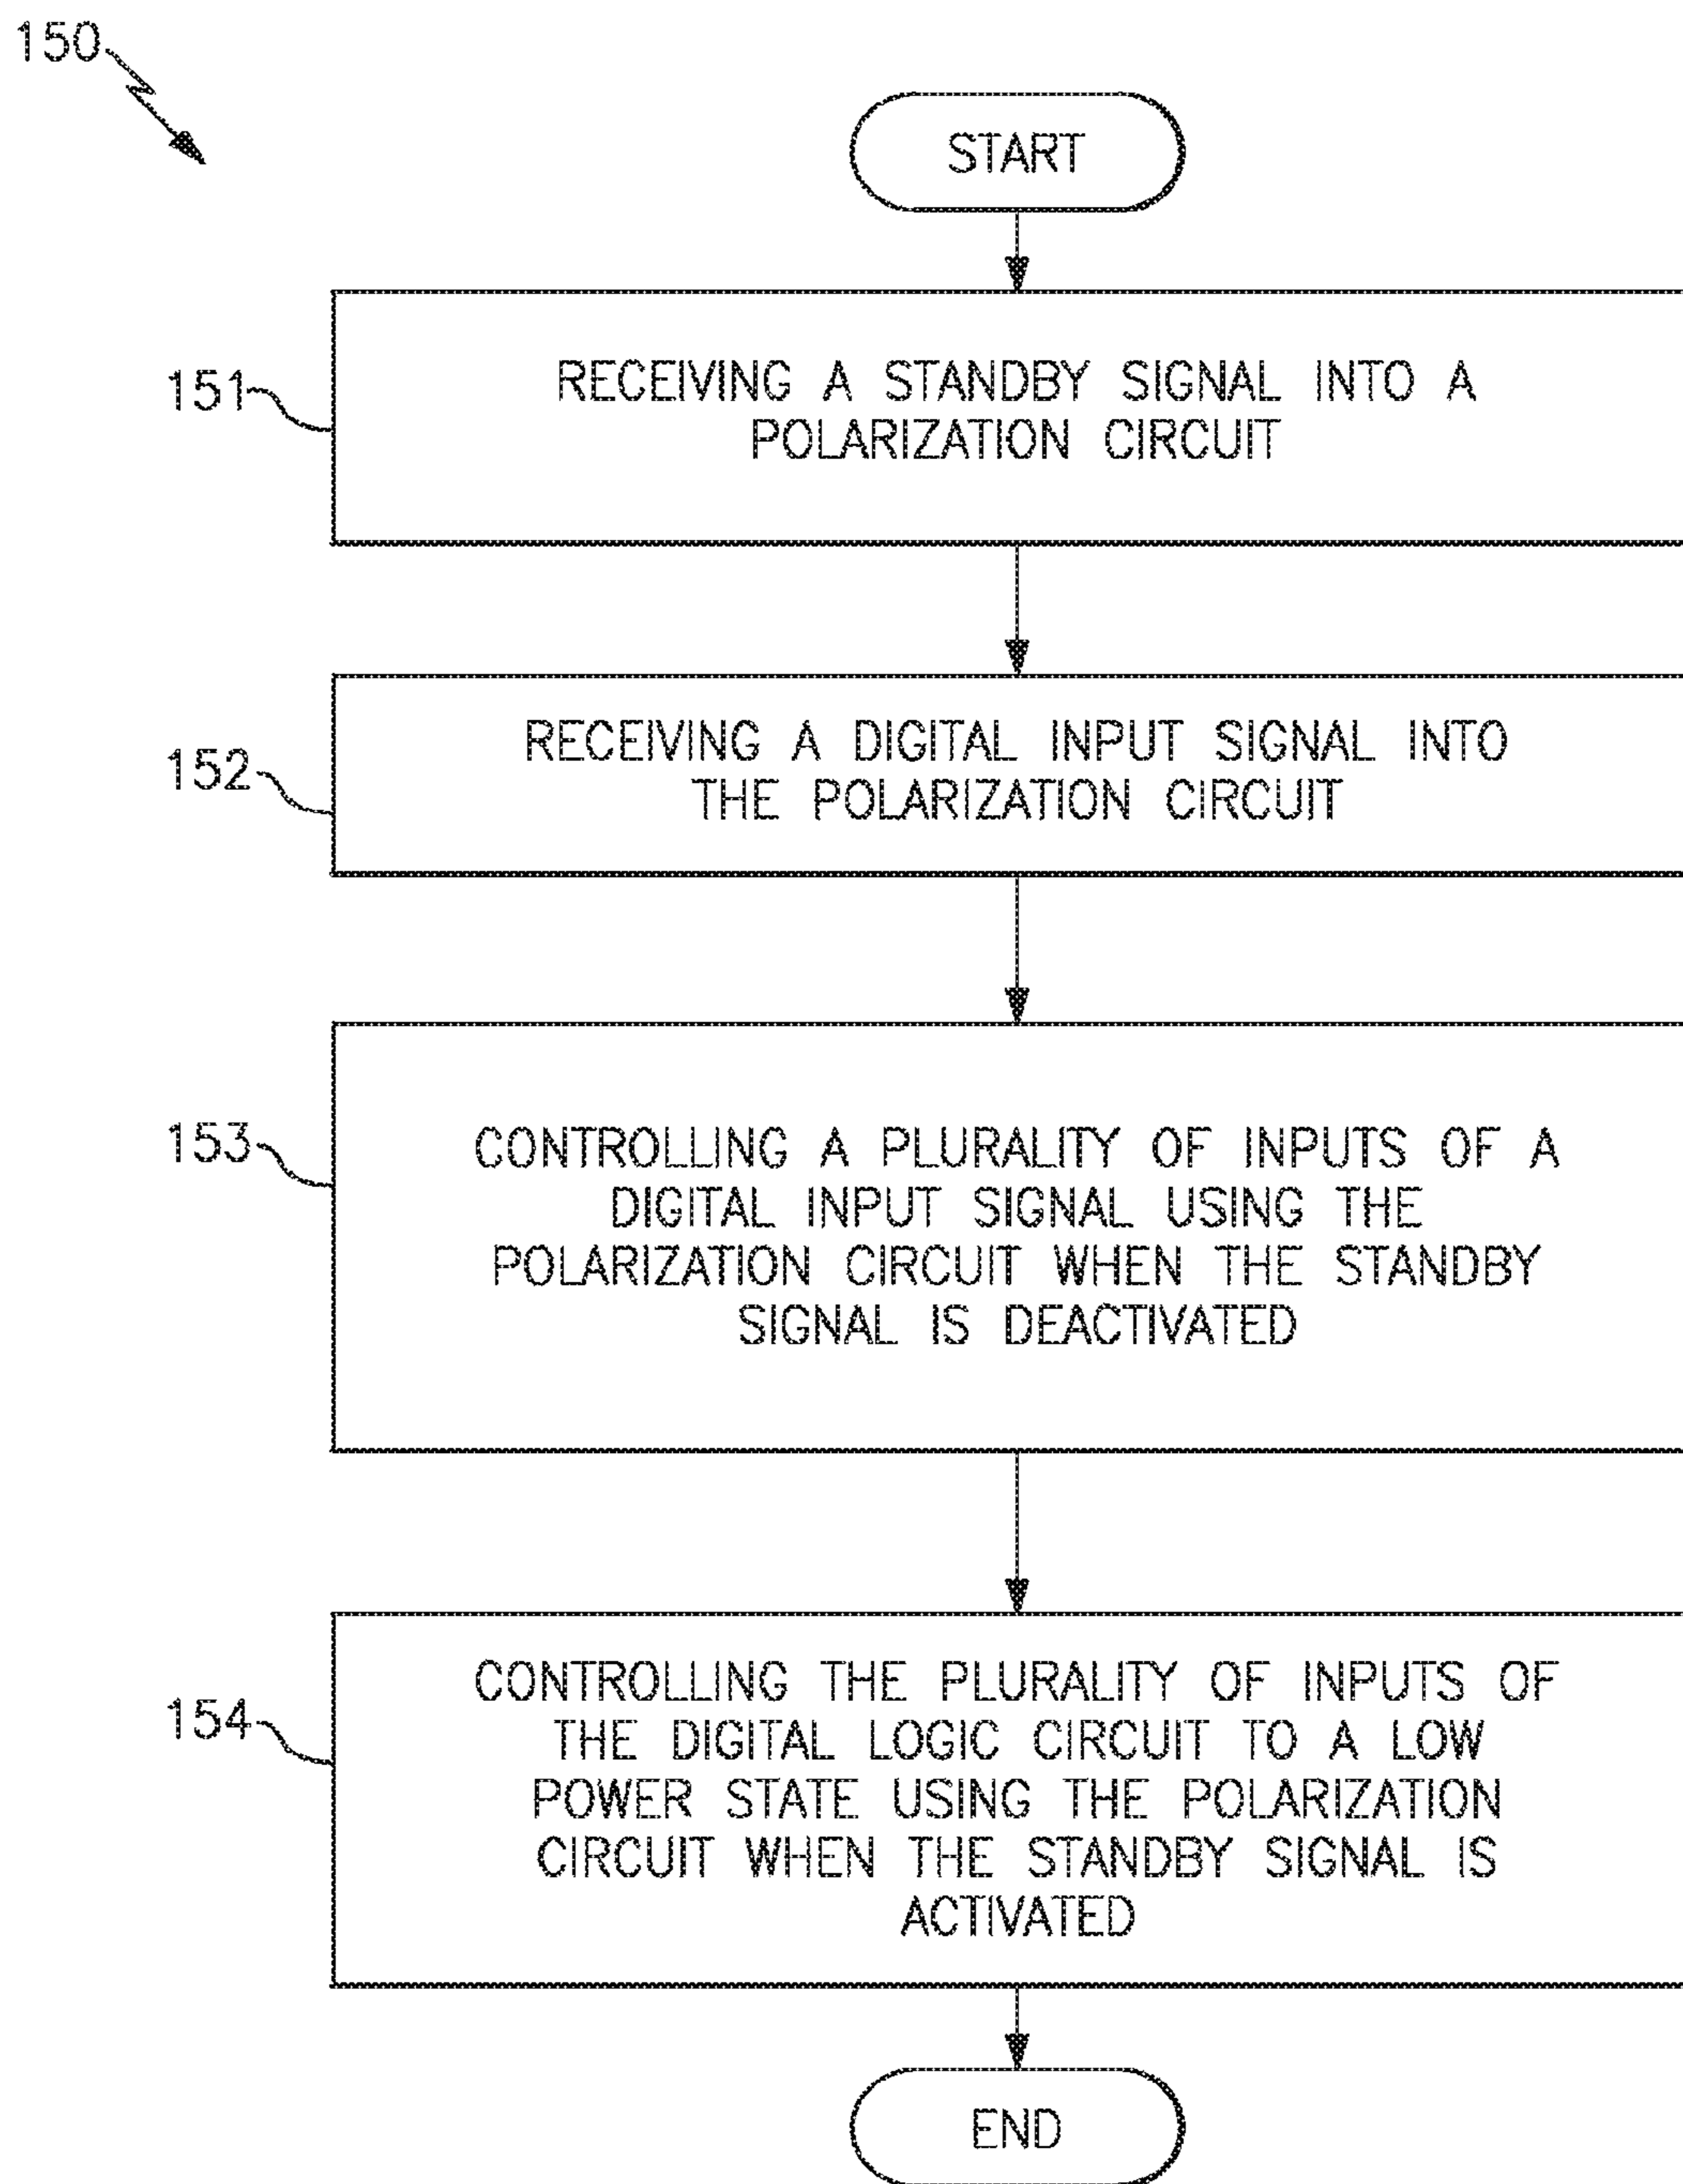 150
START
151
RECEIVING A STANDBY SIGNAL INTO A
POLARIZATION CIRCUIT
152
RECEIVING A DIGITAL INPUT SIGNAL INTO
THE POLARIZATION CIRCUIT
153
CONTROLLING A PLURALITY OF INPUTS OF A
DIGITAL INPUT SIGNAL USING THE
POLARIZATION CIRCUIT WHEN THE STANDBY
SIGNAL IS DEACTIVATED
154
CONTROLLING THE PLURALITY OF INPUTS OF
THE DIGITAL LOGIC CIRCUIT TO A LOW
POWER STATE USING THE POLARIZATION
CIRCUIT WHEN THE STANDBY SIGNAL IS
ACTIVATED
END